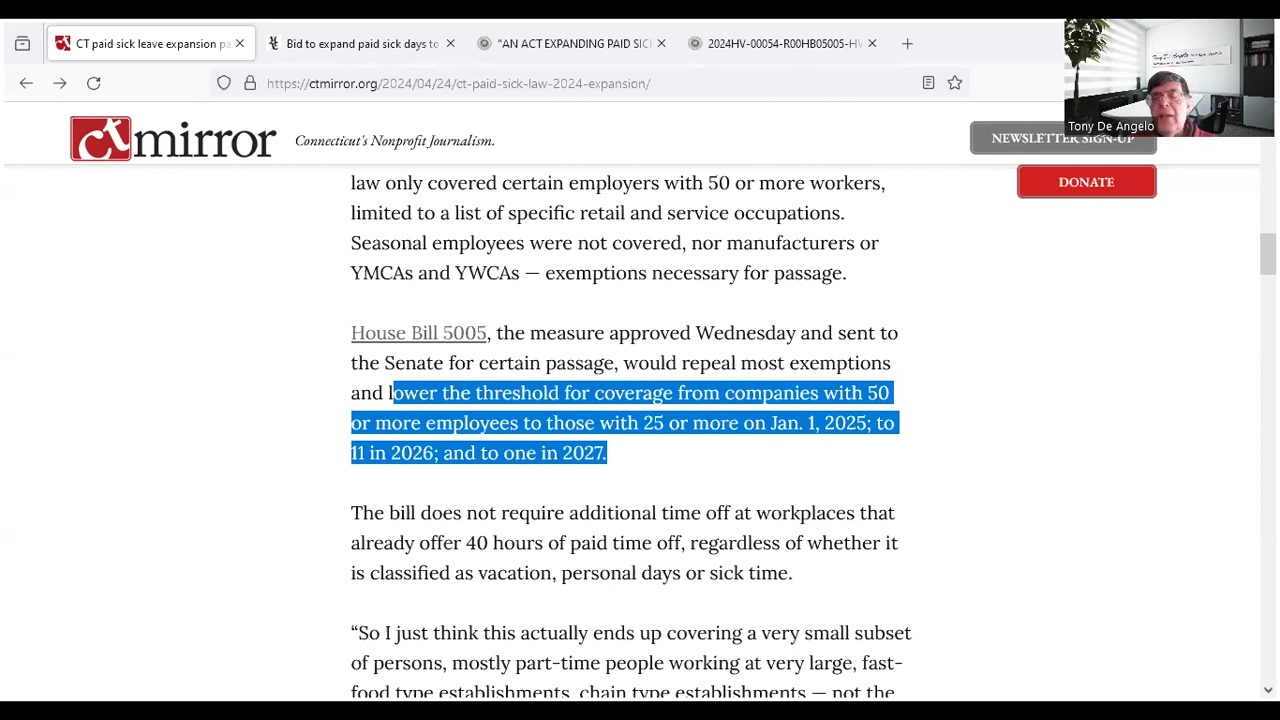 CT paid sick leave expansion pa
Bid to expand paid sick days to
"AN ACT EXPANDING PAID SICK
2024HV-00054-R00HB05005-HV
https://ctmirror.org/2024/04/24/ct-paid-sick-law-2024-expansion/
Tony De Angelo
ct mirror
Connecticut's Nonprofit Journalism.
NEWSLETTER SIGN-UP
DONATE
law only covered certain employers with 50 or more workers,
limited to a list of specific retail and service occupations.
Seasonal employees were not covered, nor manufacturers or
YMCAs and YWCAs — exemptions necessary for passage.
House Bill 5005, the measure approved Wednesday and sent to
the Senate for certain passage, would repeal most exemptions
and lower the threshold for coverage from companies with 50
or more employees to those with 25 or more on Jan. 1, 2025; to
11 in 2026; and to one in 2027.
The bill does not require additional time off at workplaces that
already offer 40 hours of paid time off, regardless of whether it
is classified as vacation, personal days or sick time.
“So I just think this actually ends up covering a very small subset
of persons, mostly part-time people working at very large, fast-
food type establishments, chain type establishments — not the